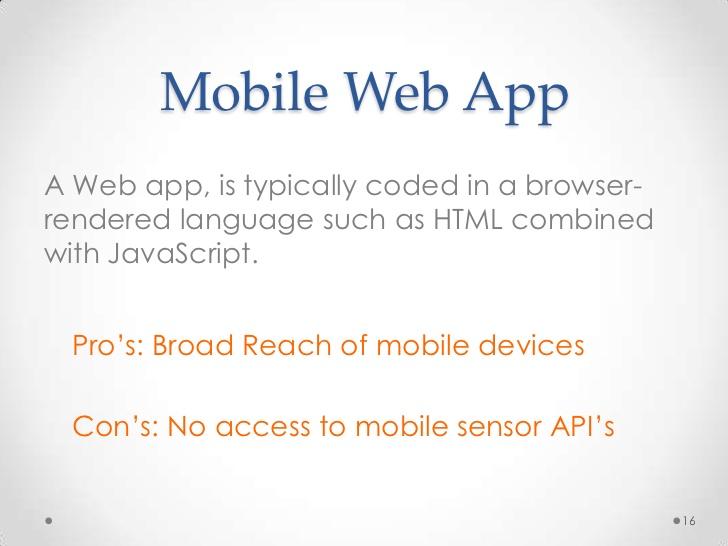 Mobile Web App
A Web app, is typically coded in a browser-
rendered language such as HTML combined
with JavaScript.
Pro’s: Broad Reach of mobile devices
Con’s: No access to mobile sensor API’s
16